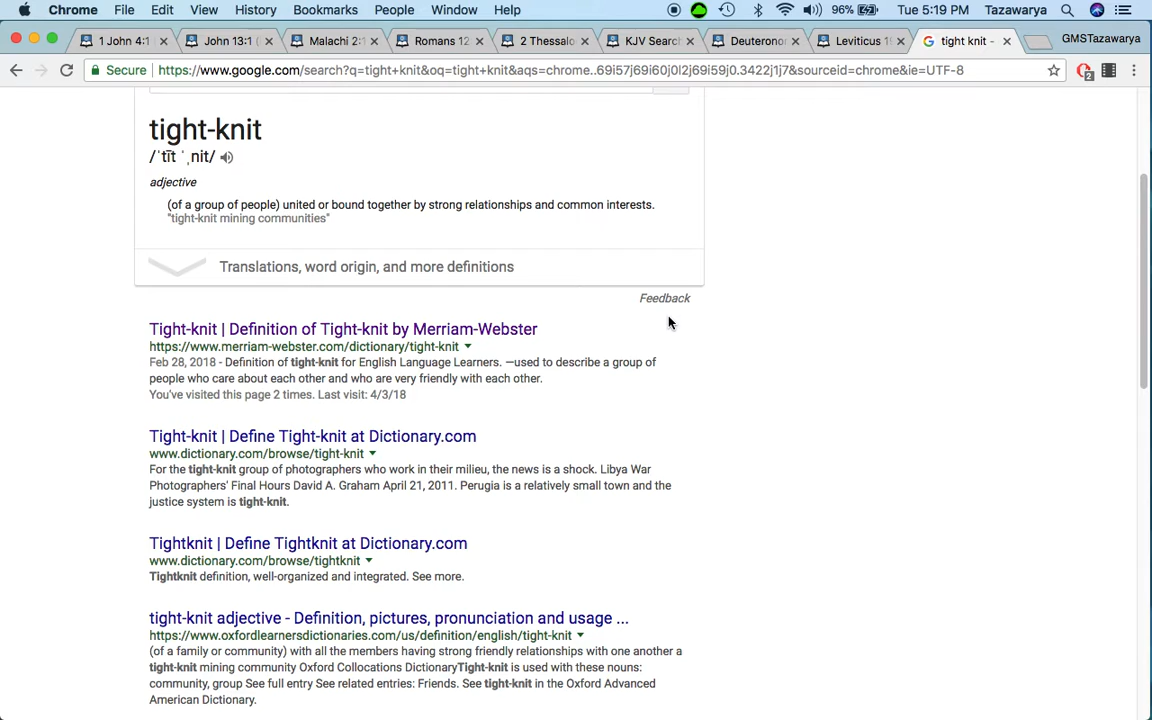 Chrome File Edit View History Bookmarks People Window Help 96% Tue 5:19 PM Tazawarya
1 John 4:1 John 13:1 ( Malachi 2:1 Romans 12 2 Thessalo KJV Searc Deuteronor Leviticus 1 tight knit - GMSTazawarya
Secure https://www.google.com/search?q=tight+knit&oq=tight+knit&aqs=chrome..69i57j69i60j0l2j69i59j0.3422j1j7&sourceid=chrome&ie=UTF-8 2
tight-knit
/ˈtīt ˈˌnit/
adjective
(of a group of people) united or bound together by strong relationships and common interests.
"tight-knit mining communities"
Translations, word origin, and more definitions
Feedback
Tight-knit | Definition of Tight-knit by Merriam-Webster
https://www.merriam-webster.com/dictionary/tight-knit
Feb 28, 2018 - Definition of tight-knit for English Language Learners. —used to describe a group of
people who care about each other and who are very friendly with each other.
You've visited this page 2 times. Last visit: 4/3/18
Tight-knit | Define Tight-knit at Dictionary.com
www.dictionary.com/browse/tight-knit
For the tight-knit group of photographers who work in their milieu, the news is a shock. Libya War
Photographers' Final Hours David A. Graham April 21, 2011. Perugia is a relatively small town and the
justice system is tight-knit.
Tightknit | Define Tightknit at Dictionary.com
www.dictionary.com/browse/tightknit
Tightknit definition, well-organized and integrated. See more.
tight-knit adjective - Definition, pictures, pronunciation and usage ...
https://www.oxfordlearnersdictionaries.com/us/definition/english/tight-knit
(of a family or community) with all the members having strong friendly relationships with one another a
tight-knit mining community Oxford Collocations DictionaryTight-knit is used with these nouns:
community, group See full entry See related entries: Friends. See tight-knit in the Oxford Advanced
American Dictionary.